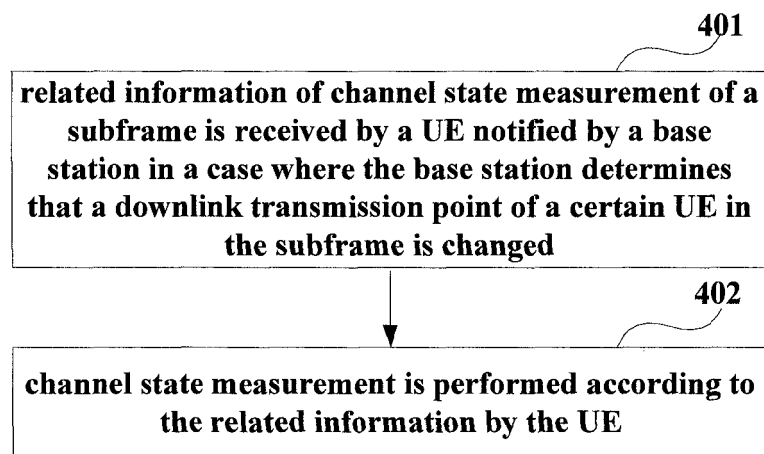 401
related information of channel state measurement of a
subframe is received by a UE notified by a base
station in a case where the base station determines
that a downlink transmission point of a certain UE in
the subframe is changed
402
channel state measurement is performed according to
the related information by the UE